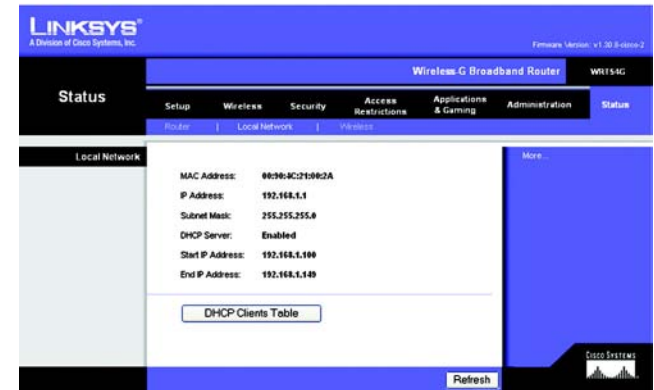 LINKSYS®
A Division of Cisco Systems, Inc.
Firmware Version: v1.30.8-cisco-2
Wireless-G Broadband Router WRT54G
Status
Setup Wireless Security Access Restrictions Applications & Gaming Administration Status
Router | Local Network | Wireless
Local Network
More...
MAC Address: 00:90:4C:21:00:2A
IP Address: 192.168.1.1
Subnet Mask: 255.255.255.0
DHCP Server: Enabled
Start IP Address: 192.168.1.100
End IP Address: 192.168.1.149
DHCP Clients Table
Refresh
CISCO SYSTEMS